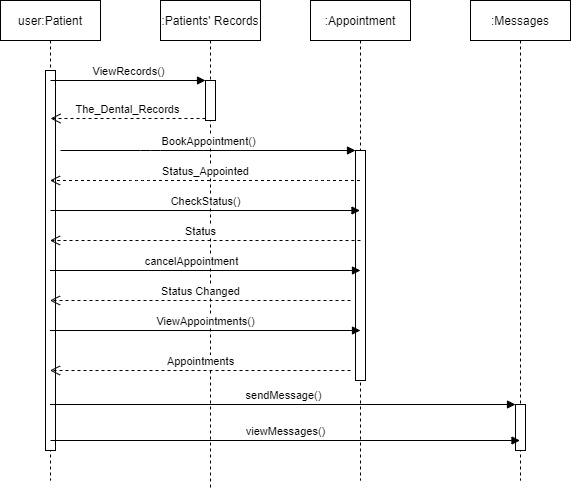 user:Patient
:Patients' Records
:Appointment
:Messages
ViewRecords()
The_Dental_Records
BookAppointment()
Status_Appointed
CheckStatus()
Status
cancelAppointment
Status Changed
ViewAppointments()
Appointments
sendMessage()
viewMessages()